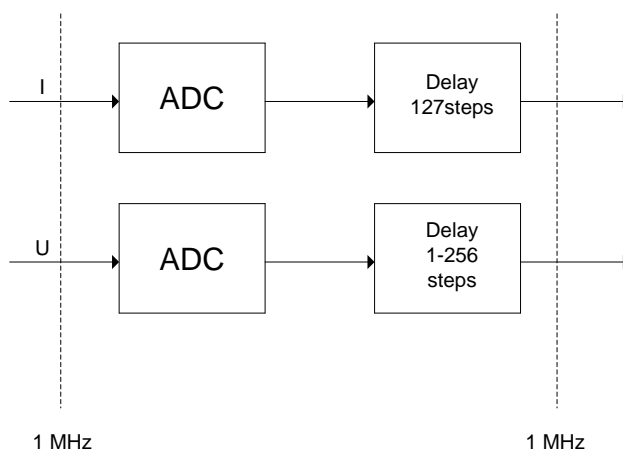 I
ADC
Delay
127steps
U
ADC
Delay
1-256
steps
1 MHz
1 MHz